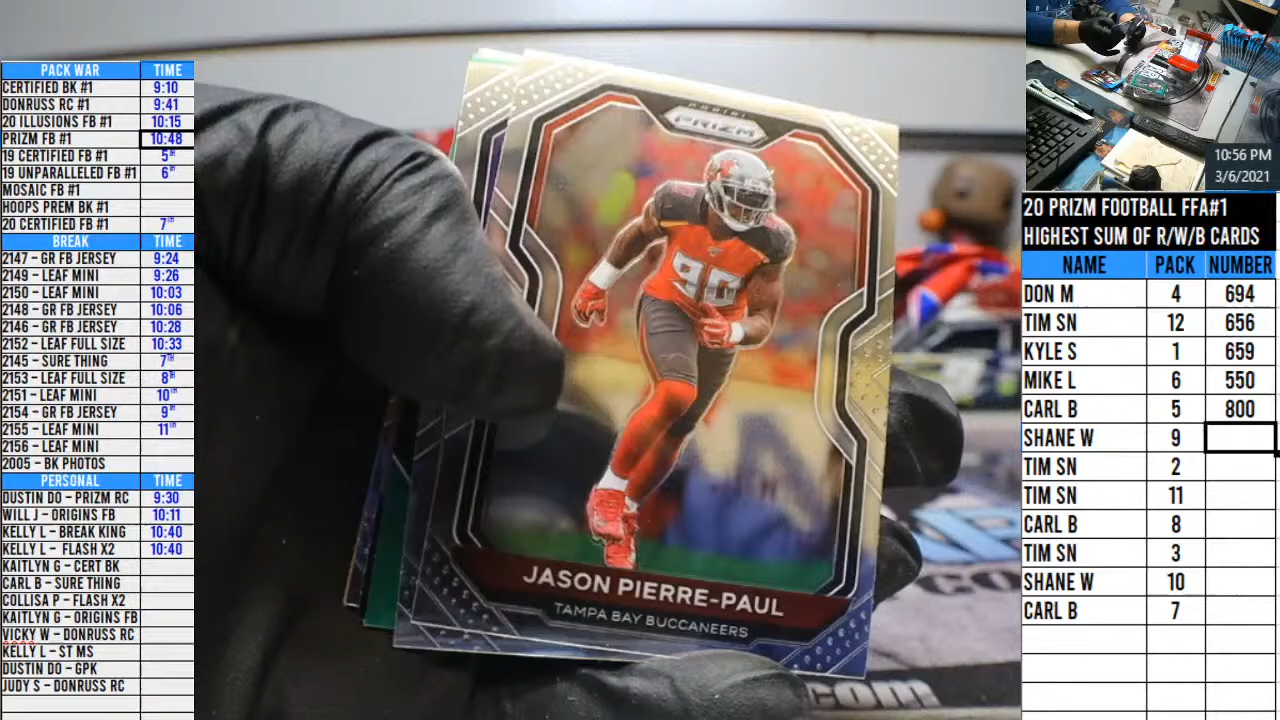 PACK WAR TIME
CERTIFIED BK #1 9:10
DONRUSS RC #1 9:41
20 ILLUSIONS FB #1 10:15
PRIZM FB #1 10:48
19 CERTIFIED FB #1 5TH
19 UNPARALLELED FB #1 6TH
MOSAIC FB #1
HOOPS PREM BK #1
20 CERTIFIED FB #1 7TH
BREAK TIME
2147 – GR FB JERSEY 9:24
2149 – LEAF MINI 9:26
2150 – LEAF MINI 10:03
2148 – GR FB JERSEY 10:06
2146 – GR FB JERSEY 10:28
2152 – LEAF FULL SIZE 10:33
2145 – SURE THING 7TH
2153 – LEAF FULL SIZE 8TH
2151 – LEAF MINI 10TH
2154 – GR FB JERSEY 9TH
2155 – LEAF MINI 11TH
2156 – LEAF MINI
2005 – BK PHOTOS
PERSONAL TIME
DUSTIN DO – PRIZM RC 9:30
WILL J – ORIGINS FB 10:11
KELLY L – BREAK KING 10:40
KELLY L – FLASH X2 10:40
KAITLYN G – CERT BK
CARL B – SURE THING
COLLISA P – FLASH X2
KAITLYN G – ORIGINS FB
VICKY W – DONRUSS RC
KELLY L – ST MS
DUSTIN DO – GPK
JUDY S – DONRUSS RC
PANINI
PRIZM
90
JASON PIERRE-PAUL
TAMPA BAY BUCCANEERS
.com
10:56 PM
3/6/2021
20 PRIZM FOOTBALL FFA#1
HIGHEST SUM OF R/W/B CARDS
NAME PACK NUMBER
DON M 4 694
TIM SN 12 656
KYLE S 1 659
MIKE L 6 550
CARL B 5 800
SHANE W 9
TIM SN 2
TIM SN 11
CARL B 8
TIM SN 3
SHANE W 10
CARL B 7